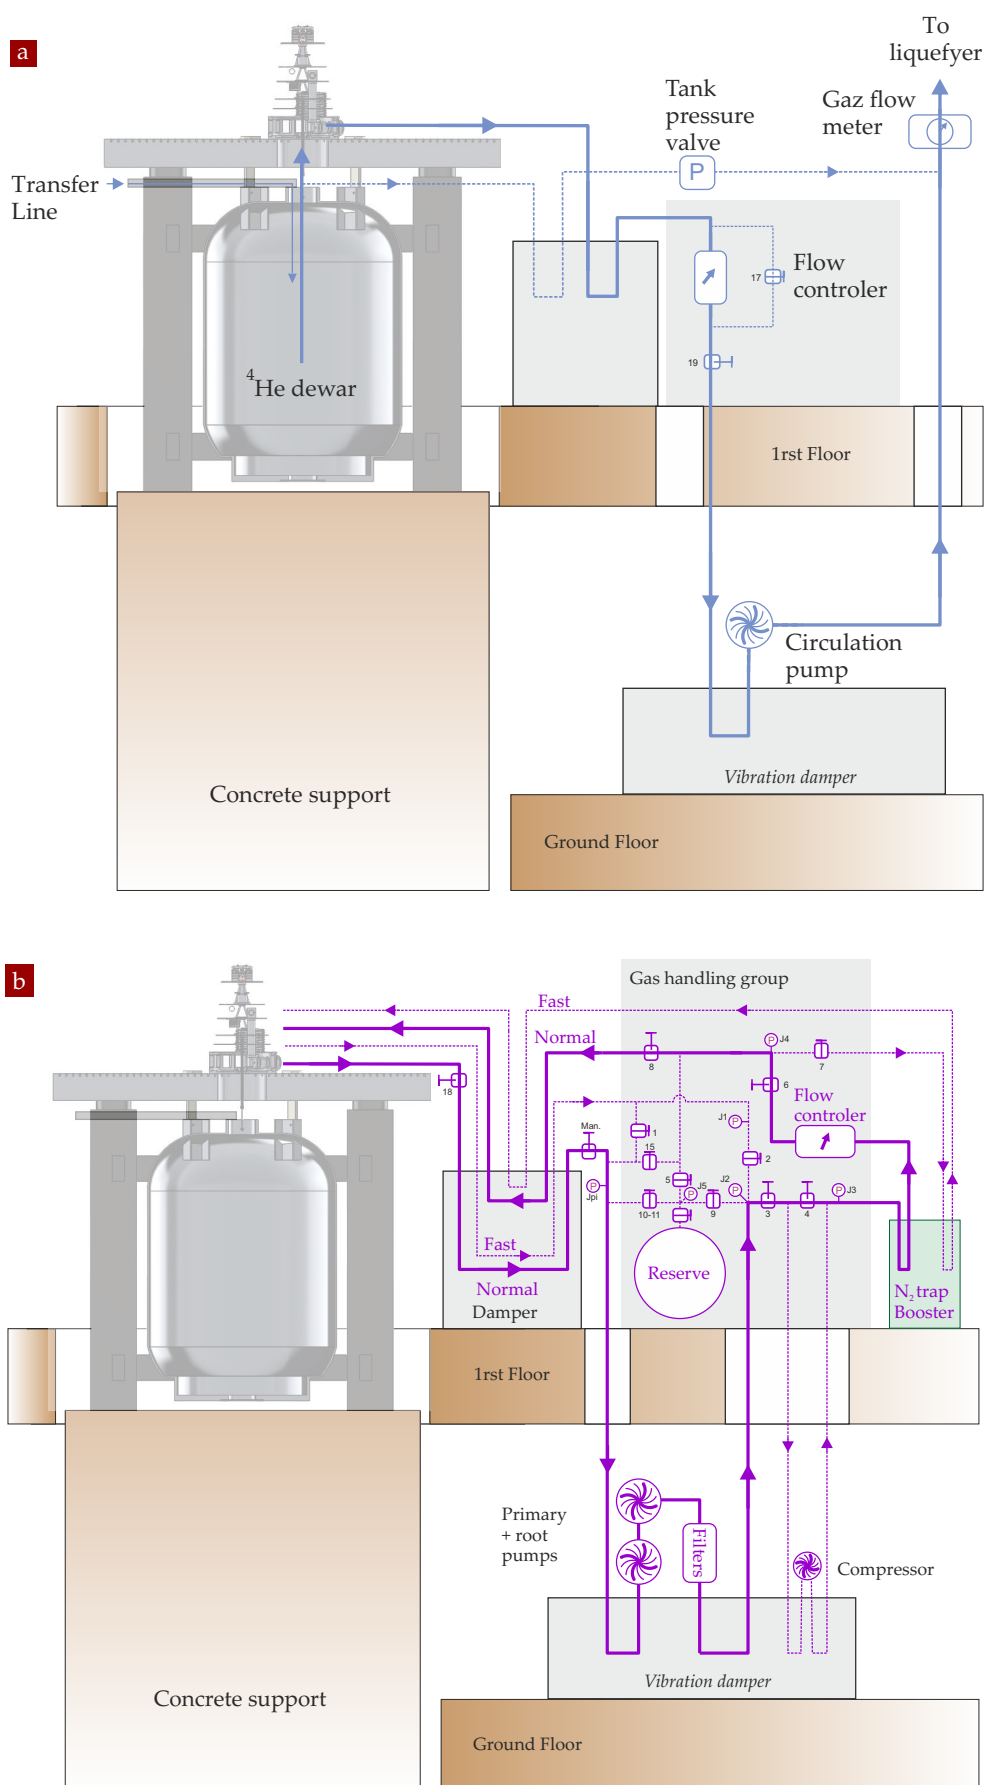 a
To
liquefyer
Tank
pressure
valve
Gaz flow
meter
P
Transfer
Line
17
Flow
controler
19
4He dewar
1rst Floor
Circulation
pump
Vibration damper
Concrete support
Ground Floor
b
Gas handling group
Fast
Normal
P J4
8
7
6
18
Flow
controler
Man.
1
J1 P
15
2
5
J5
P
J2
P
P J3
P
Jpi
10-11
9
3
4
Fast
Reserve
Normal
Damper
N2 trap
Booster
1rst Floor
Primary
+ root
pumps
Filters
Compressor
Vibration damper
Concrete support
Ground Floor